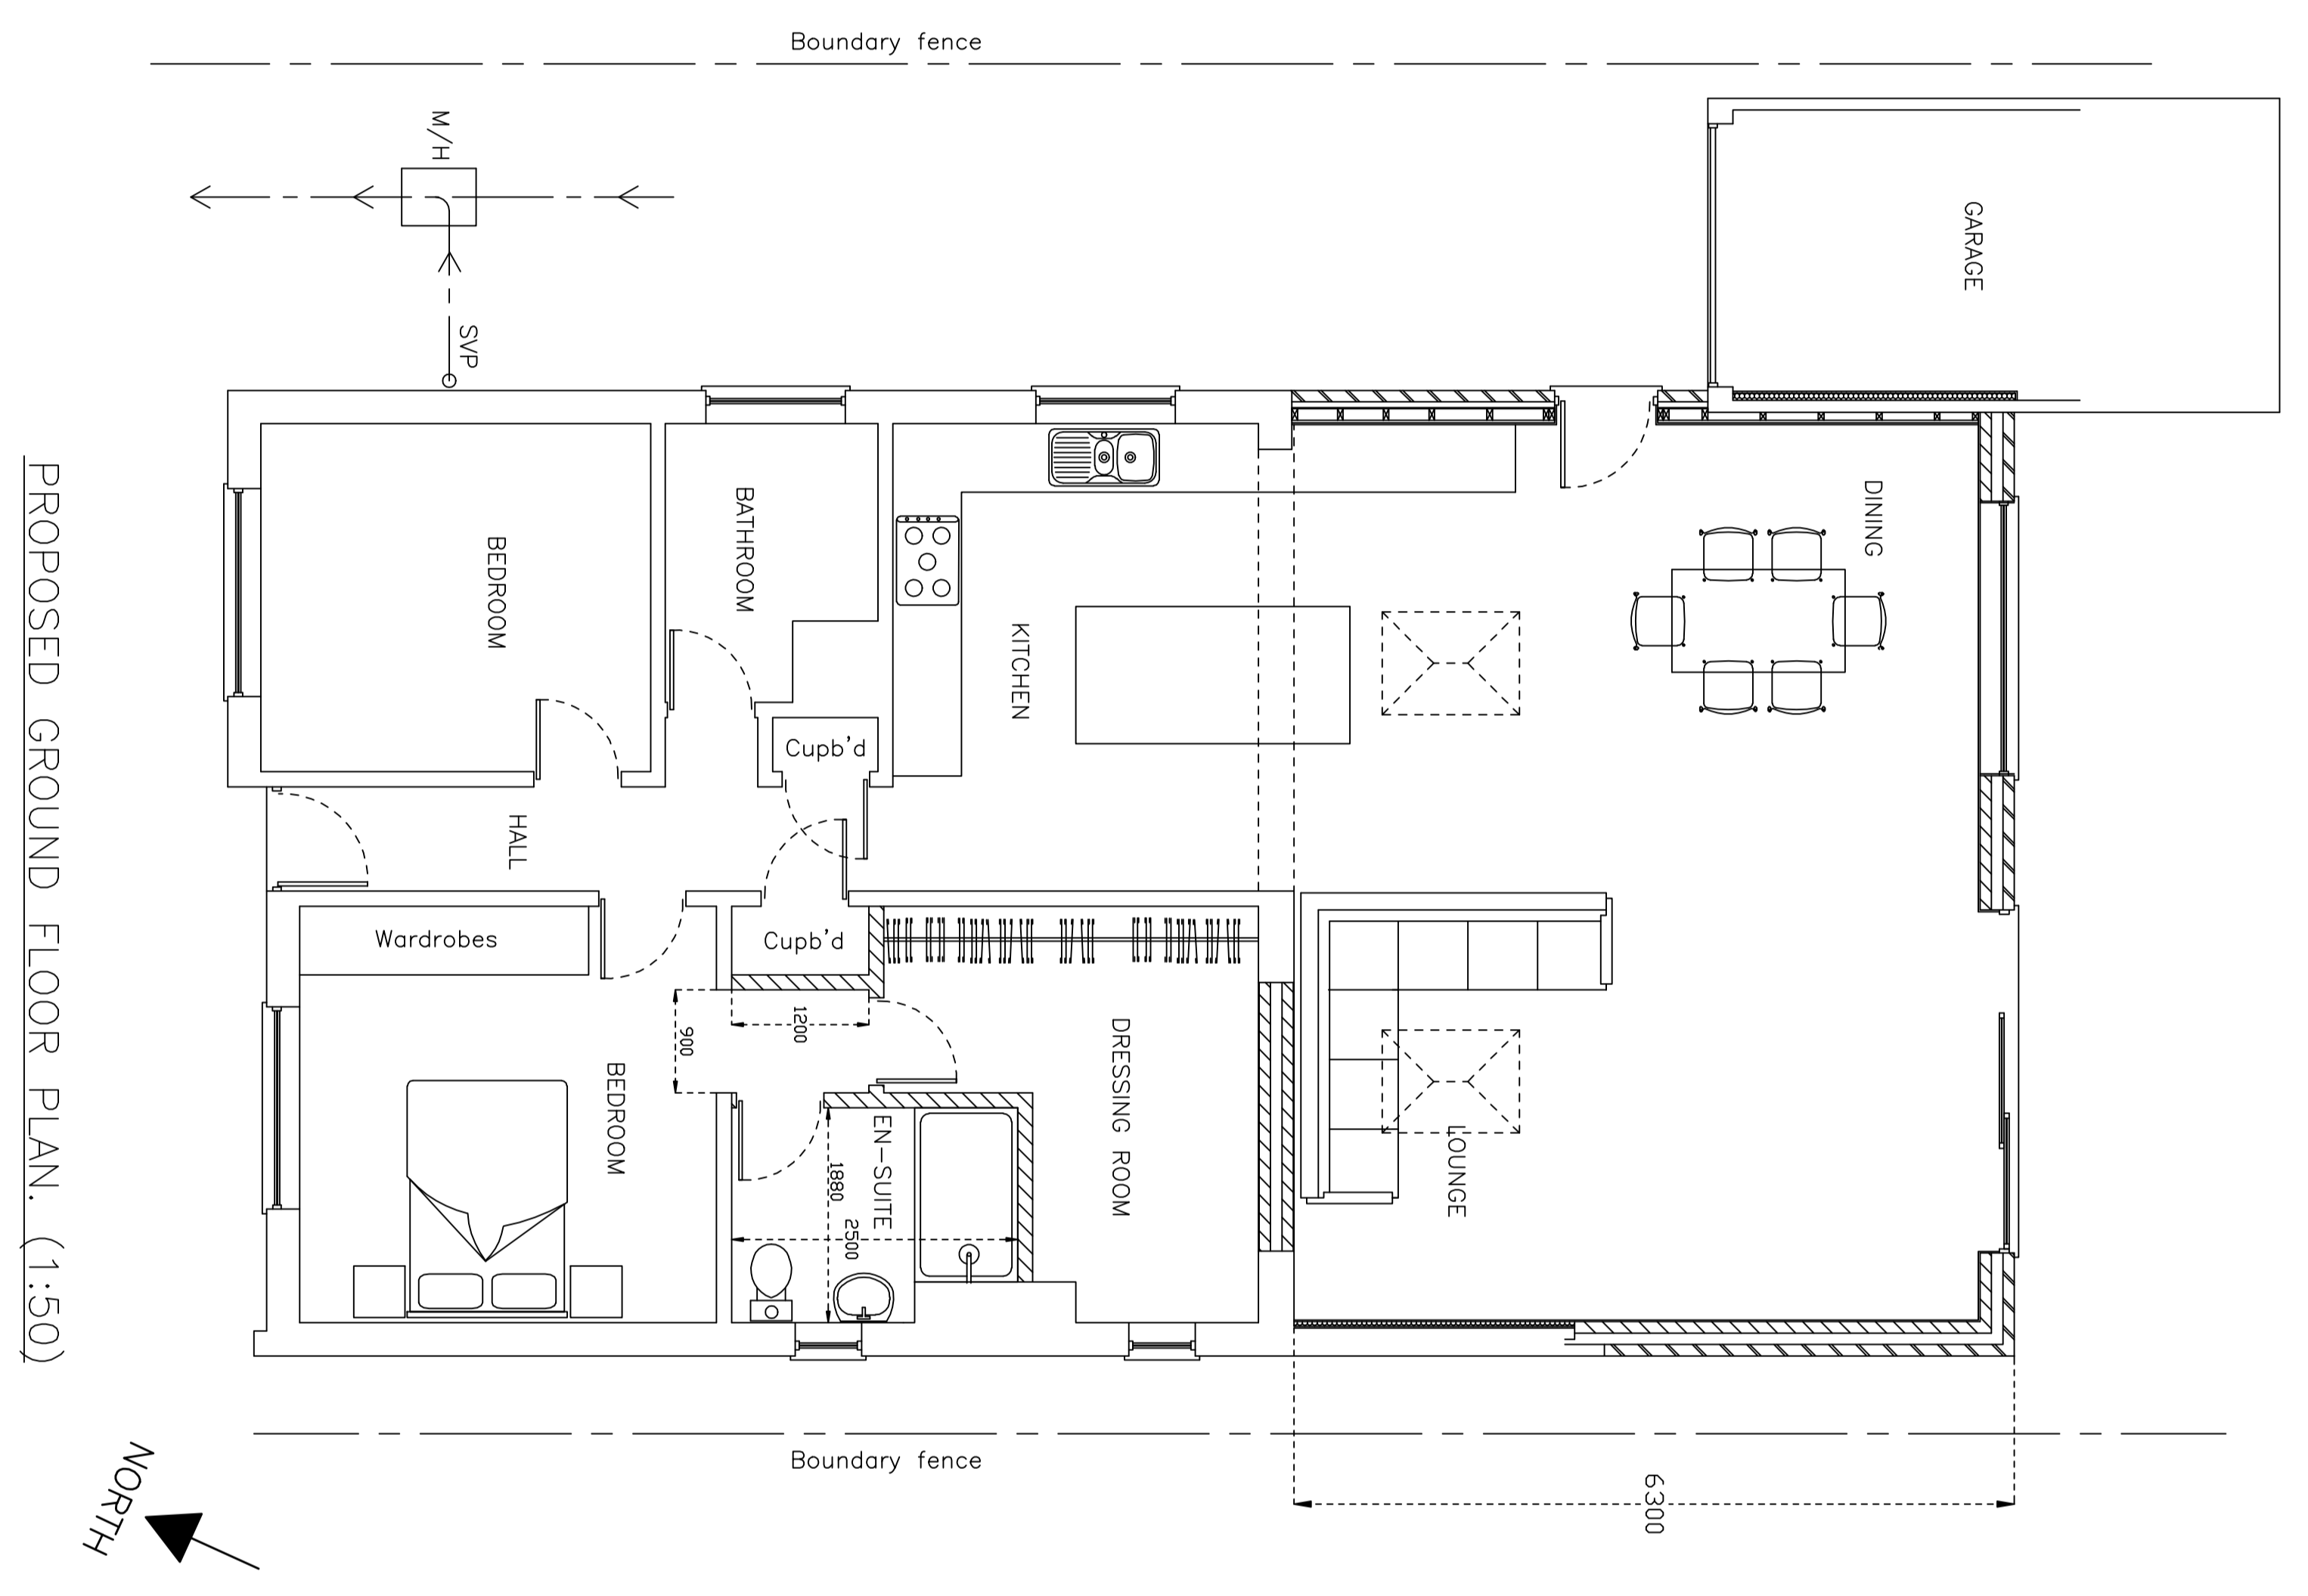 Boundary fence
M/H
SVP
GARAGE
DINING
BATHROOM
BEDROOM
KITCHEN
Cupb'd
HALL
Wardrobes
Cupb'd
1200
900
BEDROOM
DRESSING ROOM
EN-SUITE
1880
2500
LOUNGE
Boundary fence
6300
NORTH
PROPOSED GROUND FLOOR PLAN. (1:50)